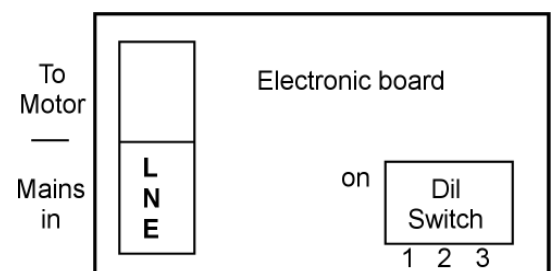 To
Motor
Mains
in
L
N
E
Electronic board
on
Dil
Switch
1 2 3